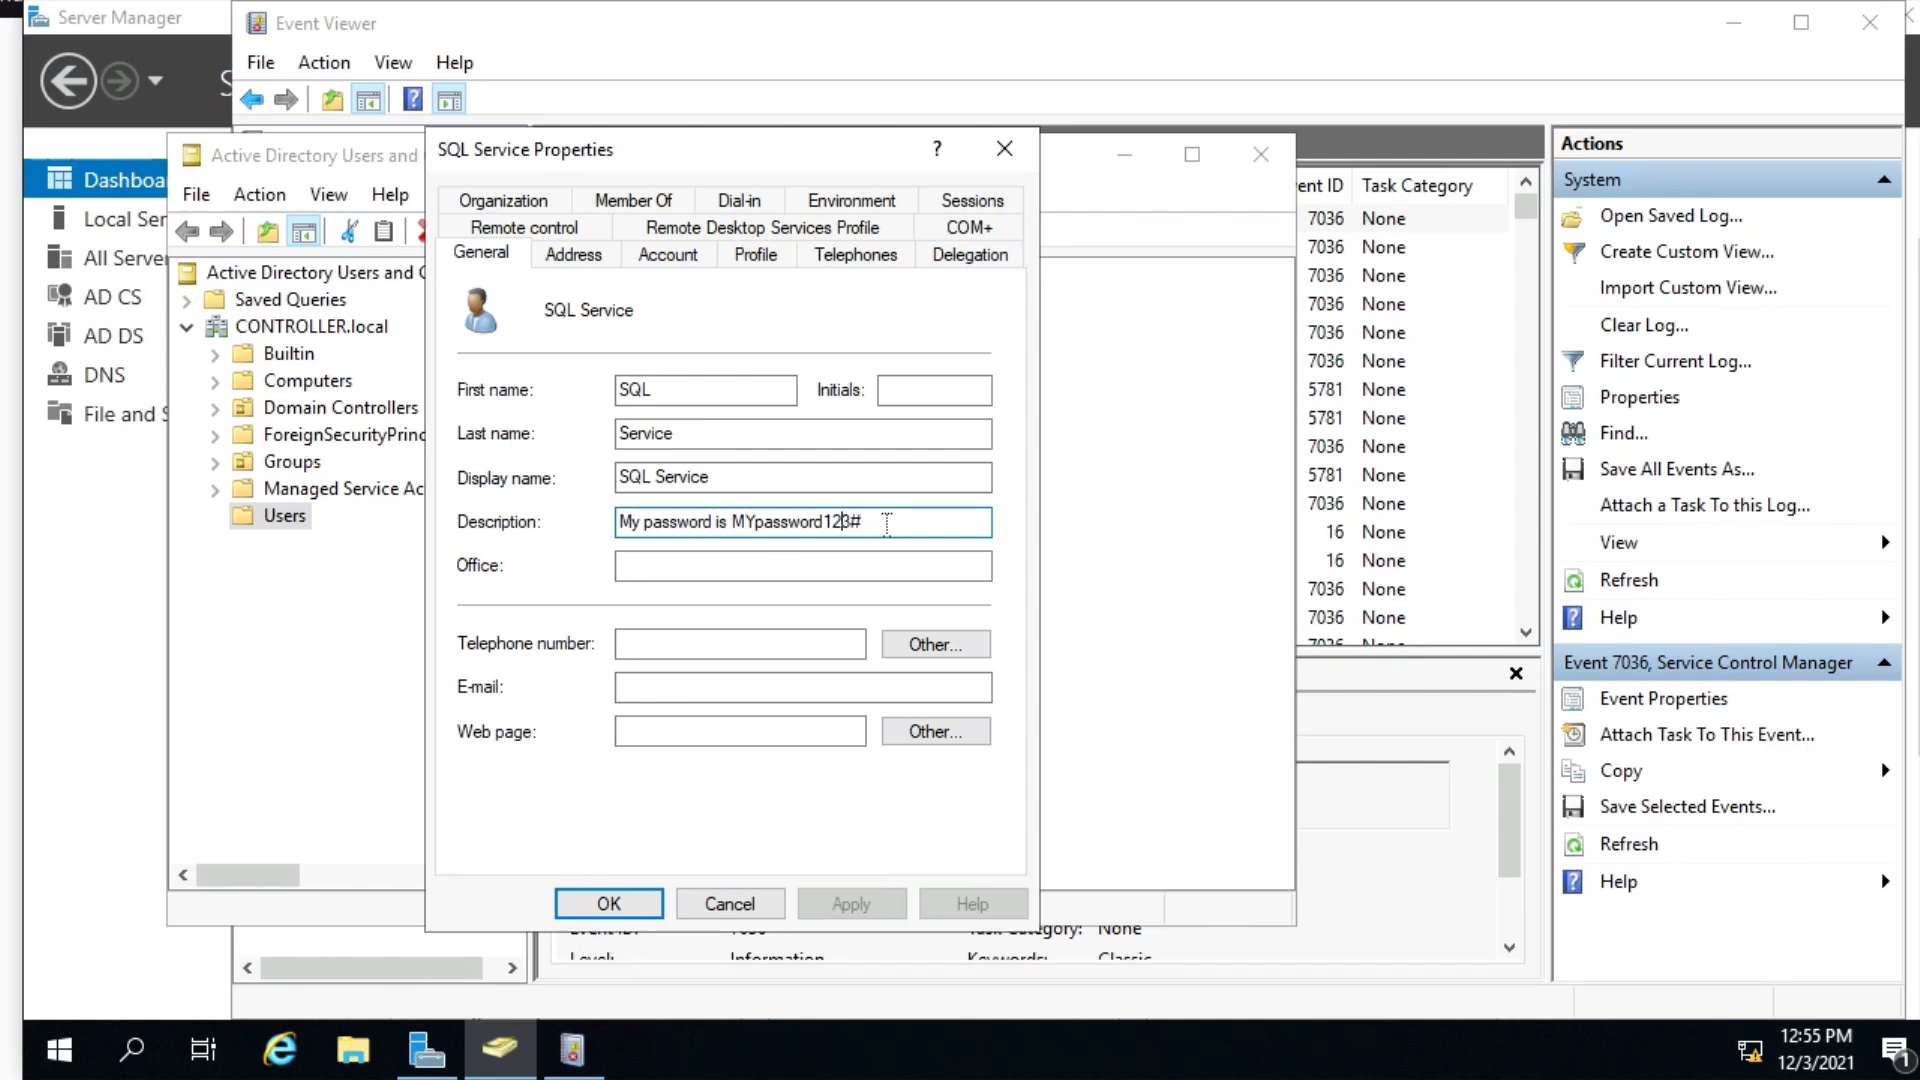 Server Manager
Event Viewer
File Action View Help
Actions
System
Open Saved Log...
Create Custom View...
Import Custom View...
Clear Log...
Filter Current Log...
Properties
Find...
Save All Events As...
Attach a Task To this Log...
View
Refresh
Help
Event 7036, Service Control Manager
Event Properties
Attach Task To This Event...
Copy
Save Selected Events...
Refresh
Help
Local Ser
AD CS
AD DS
DNS
File and S
Active Directory Users and
File Action View Help
Active Directory Users and C
Saved Queries
CONTROLLER.local
Builtin
Computers
Domain Controllers
ForeignSecurityPrinc
Groups
Managed Service Ac
Users
SQL Service Properties
Organization Member Of Dial-in Environment Sessions
Remote control Remote Desktop Services Profile COM+
General Address Account Profile Telephones Delegation
SQL Service
First name: SQL Initials:
Last name: Service
Display name: SQL Service
Description: My password is MYpassword123#
Office:
Telephone number: Other...
E-mail:
Web page: Other...
OK Cancel Apply Help
ent ID Task Category
7036 None
7036 None
7036 None
7036 None
7036 None
7036 None
5781 None
5781 None
7036 None
5781 None
7036 None
16 None
16 None
7036 None
7036 None
None
12:55 PM
12/3/2021
1